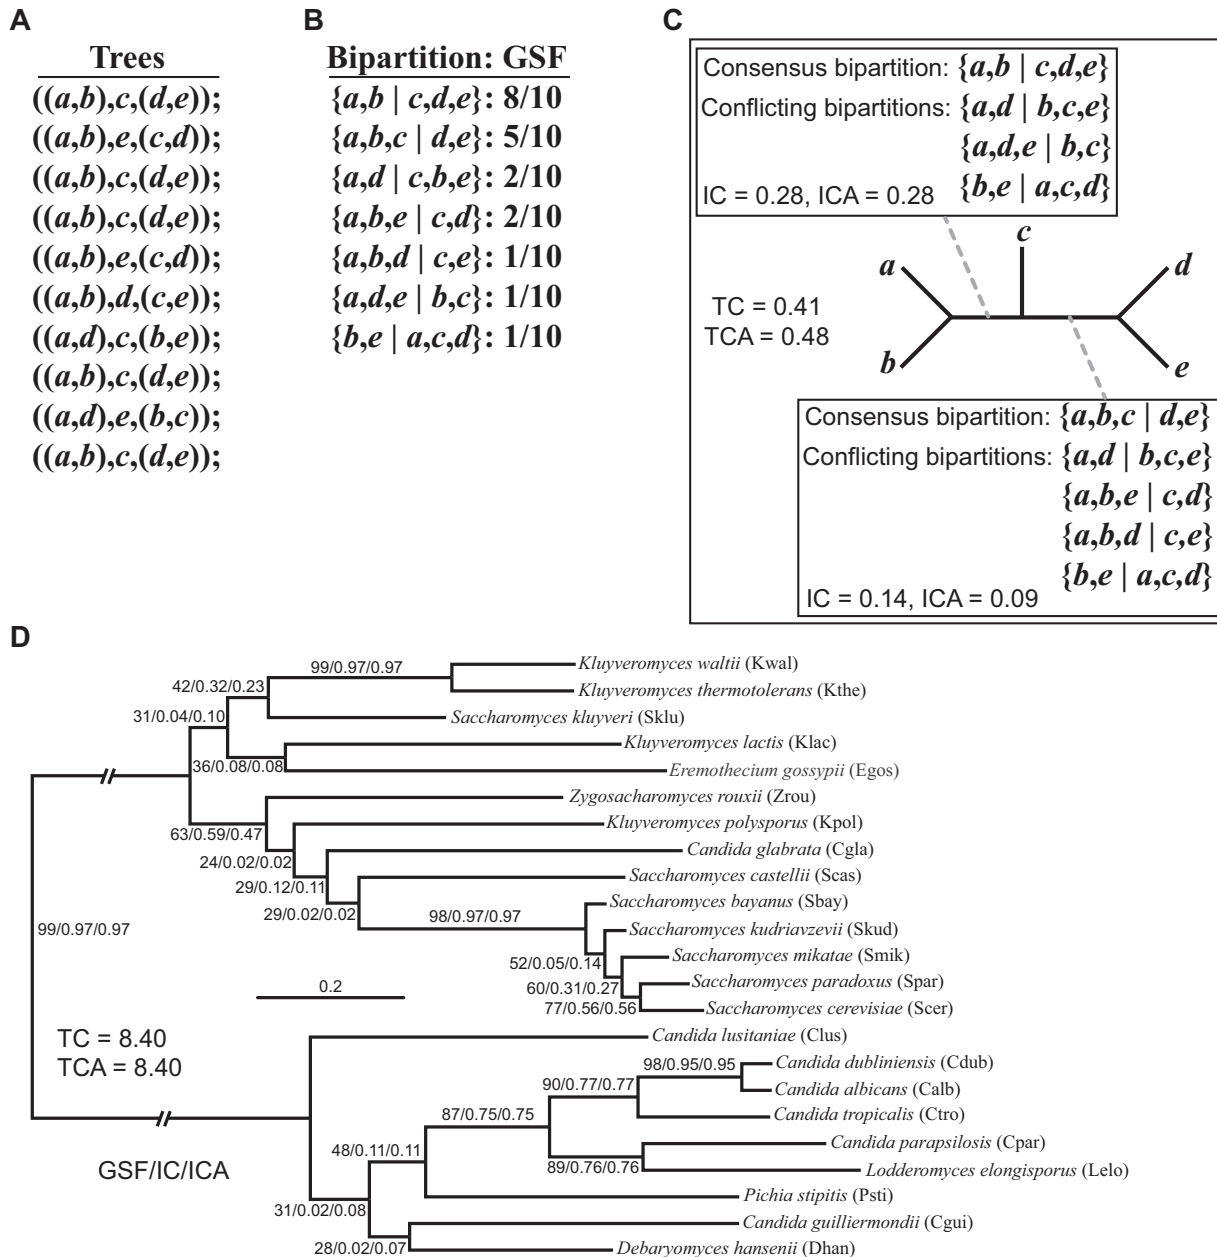 A
Trees
((a,b),c,(d,e));
((a,b),e,(c,d));
((a,b),c,(d,e));
((a,b),c,(d,e));
((a,b),e,(c,d));
((a,b),d,(c,e));
((a,d),c,(b,e));
((a,b),c,(d,e));
((a,d),e,(b,c));
((a,b),c,(d,e));
B
Bipartition: GSF
{a,b | c,d,e}: 8/10
{a,b,c | d,e}: 5/10
{a,d | c,b,e}: 2/10
{a,b,e | c,d}: 2/10
{a,b,d | c,e}: 1/10
{a,d,e | b,c}: 1/10
{b,e | a,c,d}: 1/10
C
Consensus bipartition: {a,b | c,d,e}
Conflicting bipartitions: {a,d | b,c,e}
{a,d,e | b,c}
{b,e | a,c,d}
IC = 0.28, ICA = 0.28
c
a
d
TC = 0.41
TCA = 0.48
b
e
Consensus bipartition: {a,b,c | d,e}
Conflicting bipartitions: {a,d | b,c,e}
{a,b,e | c,d}
{a,b,d | c,e}
{b,e | a,c,d}
IC = 0.14, ICA = 0.09
D
99/0.97/0.97
Kluyveromyces waltii (Kwal)
42/0.32/0.23
Kluyveromyces thermotolerans (Kthe)
31/0.04/0.10
Saccharomyces kluyveri (Sklu)
Kluyveromyces lactis (Klac)
36/0.08/0.08
Eremothecium gossypii (Egos)
Zygosacharomyces rouxii (Zrou)
63/0.59/0.47
Kluyveromyces polysporus (Kpol)
24/0.02/0.02
Candida glabrata (Cgla)
29/0.12/0.11
Saccharomyces castellii (Scas)
29/0.02/0.02
98/0.97/0.97
Saccharomyces bayanus (Sbay)
99/0.97/0.97
Saccharomyces kudriavzevii (Skud)
52/0.05/0.14
Saccharomyces mikatae (Smik)
60/0.31/0.27
Saccharomyces paradoxus (Spar)
77/0.56/0.56
Saccharomyces cerevisiae (Scer)
0.2
TC = 8.40
TCA = 8.40
Candida lusitaniae (Clus)
98/0.95/0.95
Candida dubliniensis (Cdub)
90/0.77/0.77
Candida albicans (Calb)
87/0.75/0.75
Candida tropicalis (Ctro)
48/0.11/0.11
Candida parapsilosis (Cpar)
89/0.76/0.76
Lodderomyces elongisporus (Lelo)
GSF/IC/ICA
Pichia stipitis (Psti)
31/0.02/0.08
Candida guilliermondii (Cgui)
28/0.02/0.07
Debaryomyces hansenii (Dhan)